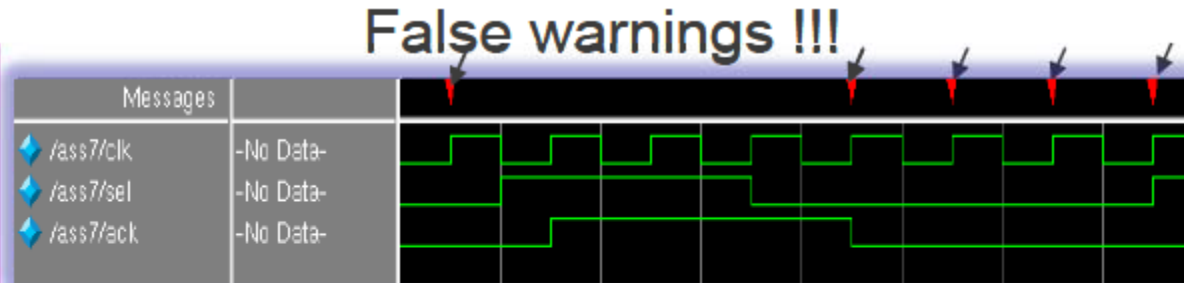 False warnings !!!
Messages
/ass7/clk -No Data-
/ass7/sel -No Data-
/ass7/ack -No Data-